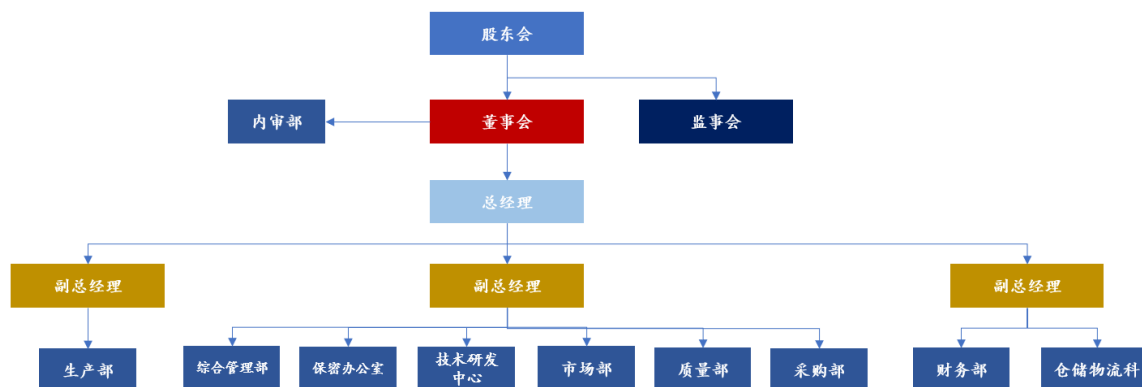 股东会
内审部
董事会
监事会
总经理
副总经理
副总经理
副总经理
生产部
综合管理部
保密办公室
技术研发
中心
市场部
质量部
采购部
财务部
仓储物流科